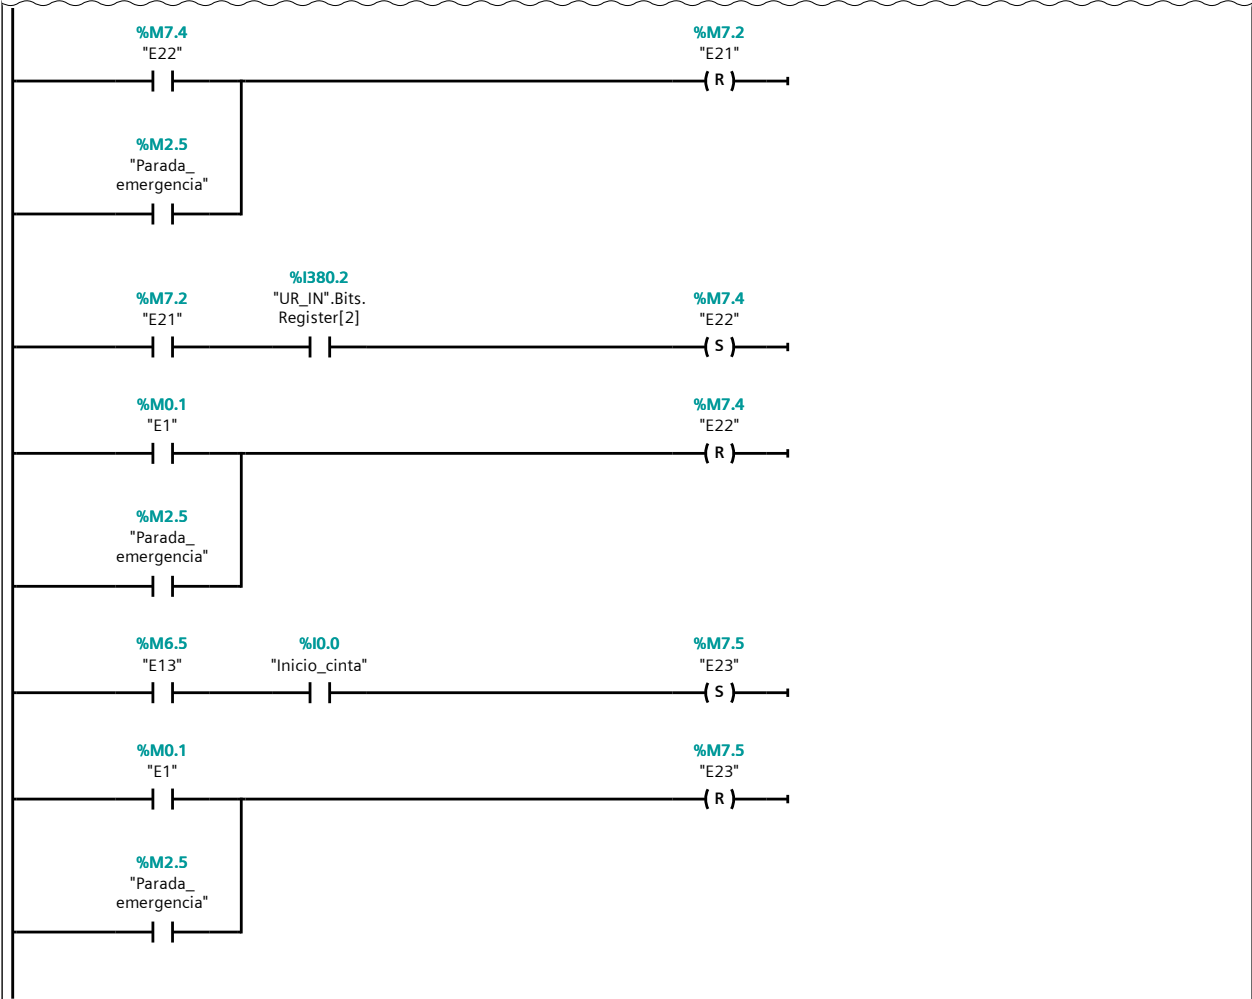 %M7.4
"E22"
%M7.2
"E21"
R
%M2.5
"Parada_
emergencia"
%M7.2
"E21"
%I380.2
"UR_IN".Bits.
Register[2]
%M7.4
"E22"
S
%M0.1
"E1"
%M7.4
"E22"
R
%M2.5
"Parada_
emergencia"
%M6.5
"E13"
%I0.0
"Inicio_cinta"
%M7.5
"E23"
S
%M0.1
"E1"
%M7.5
"E23"
R
%M2.5
"Parada_
emergencia"